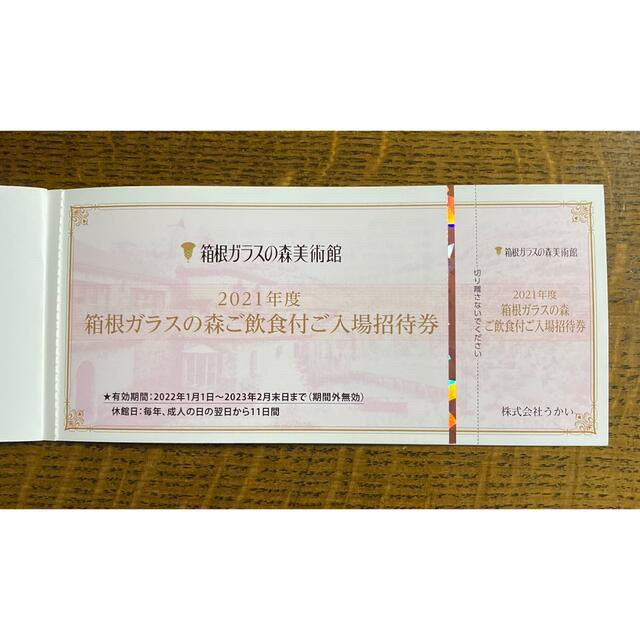 箱根ガラスの森美術館
2021年度
箱根ガラスの森ご飲食付ご入場招待券
★有効期間：2022年1月1日～2023年2月末日まで（期間外無効）
休館日：毎年、成人の日の翌日から11日間
切り離さないでください
箱根ガラスの森美術館
2021年度
箱根ガラスの森
ご飲食付ご入場招待券
株式会社うかい